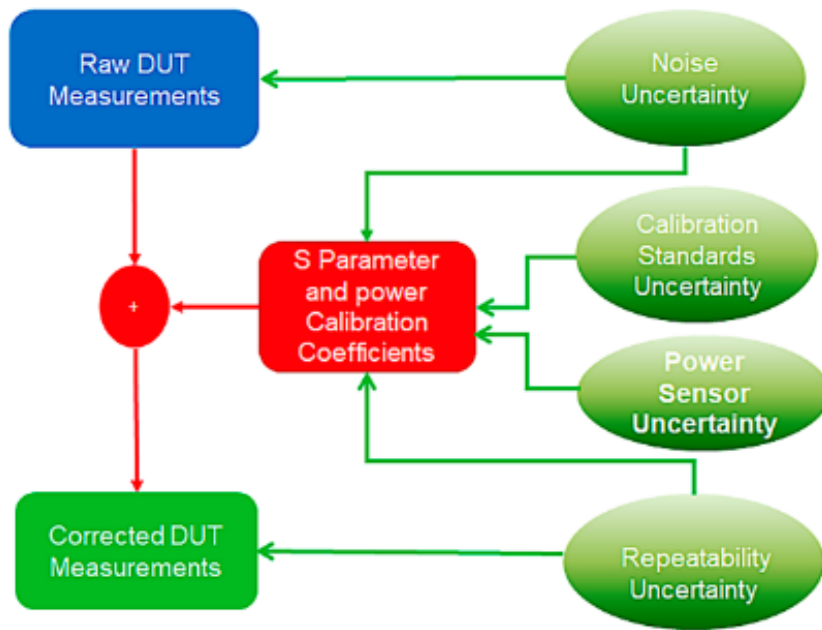 Raw DUT
Measurements
Noise
Uncertainty
Calibration
Standards
Uncertainty
S Parameter
and power
Calibration
Coefficients
+
Power
Sensor
Uncertainty
Corrected DUT
Measurements
Repeatability
Uncertainty